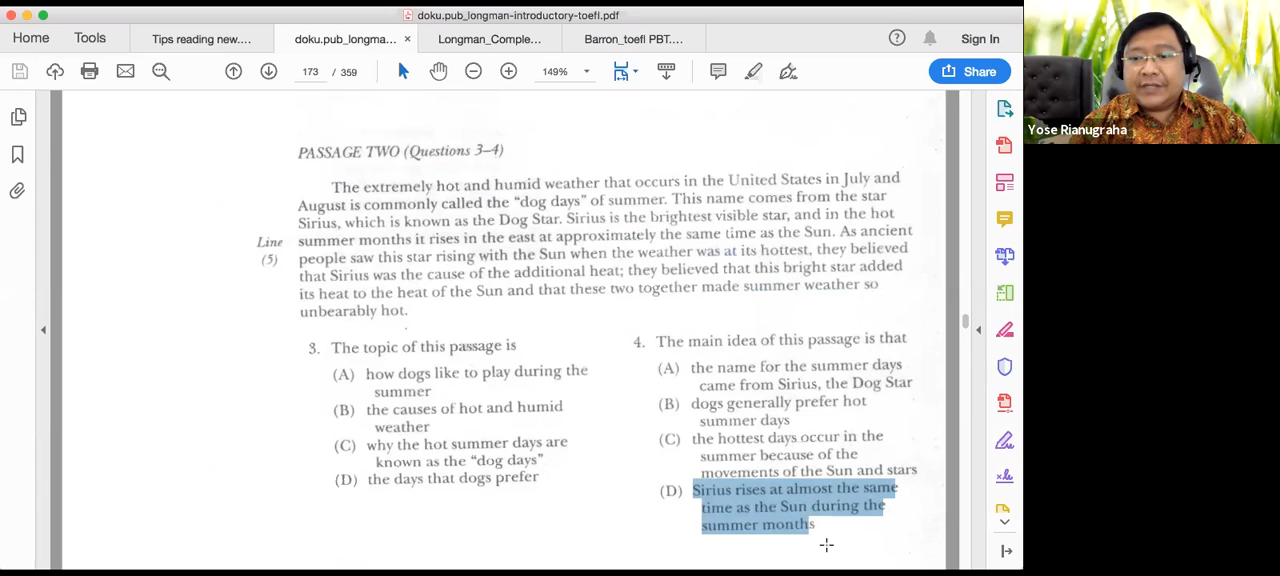 doku.pub_longman-introductory-toefl.pdf
Home
Tools
Tips reading new....
doku.pub_longma...
×
Longman_Comple...
Barron_toefl PBT....
Sign In
173
/ 359
149%
Share
Yose Rianugraha
PASSAGE TWO (Questions 3–4)
The extremely hot and humid weather that occurs in the United States in July and
August is commonly called the “dog days” of summer. This name comes from the star
Sirius, which is known as the Dog Star. Sirius is the brightest visible star, and in the hot
Line
summer months it rises in the east at approximately the same time as the Sun. As ancient
(5)
people saw this star rising with the Sun when the weather was at its hottest, they believed
that Sirius was the cause of the additional heat; they believed that this bright star added
its heat to the heat of the Sun and that these two together made summer weather so
unbearably hot.
3. The topic of this passage is
(A) how dogs like to play during the
summer
(B) the causes of hot and humid
weather
(C) why the hot summer days are
known as the “dog days”
(D) the days that dogs prefer
4. The main idea of this passage is that
(A) the name for the summer days
came from Sirius, the Dog Star
(B) dogs generally prefer hot
summer days
(C) the hottest days occur in the
summer because of the
movements of the Sun and stars
(D) Sirius rises at almost the same
time as the Sun during the
summer months